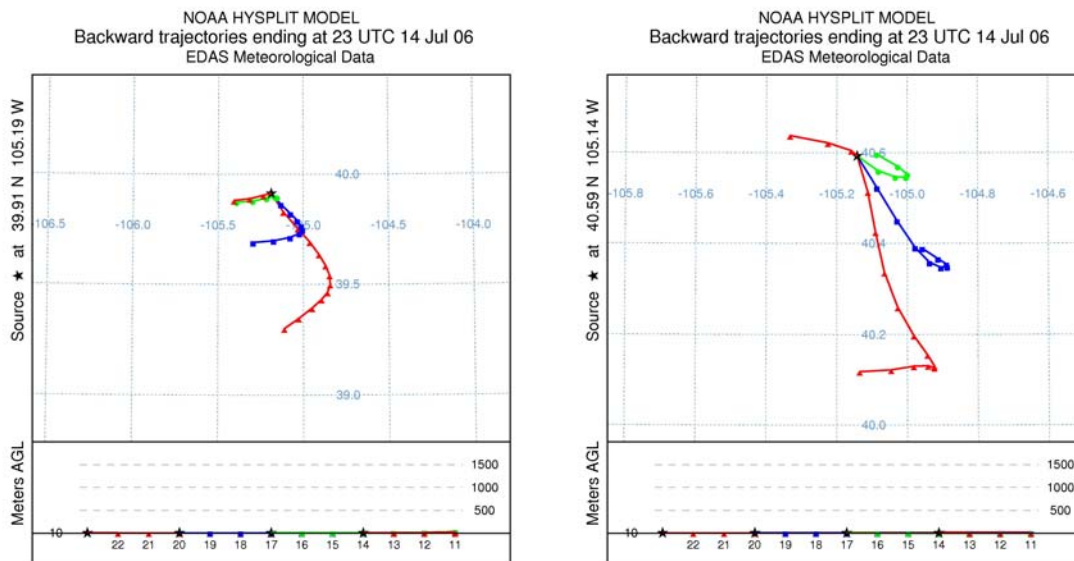 NOAA HYSPLIT MODEL
Backward trajectories ending at 23 UTC 14 Jul 06
EDAS Meteorological Data
Source ★ at 39.91 N 105.19 W
40.0
-106.5 -106.0 -105.5 -105.0 -104.5 -104.0
39.5
39.0
Meters AGL
1500
1000
500
10
22 21 20 19 18 17 16 15 14 13 12 11
NOAA HYSPLIT MODEL
Backward trajectories ending at 23 UTC 14 Jul 06
EDAS Meteorological Data
Source ★ at 40.59 N 105.14 W
40.6
-105.8 -105.6 -105.4 -105.2 -105.0 -104.8 -104.6
40.4
40.2
40.0
Meters AGL
1500
1000
500
10
22 21 20 19 18 17 16 15 14 13 12 11